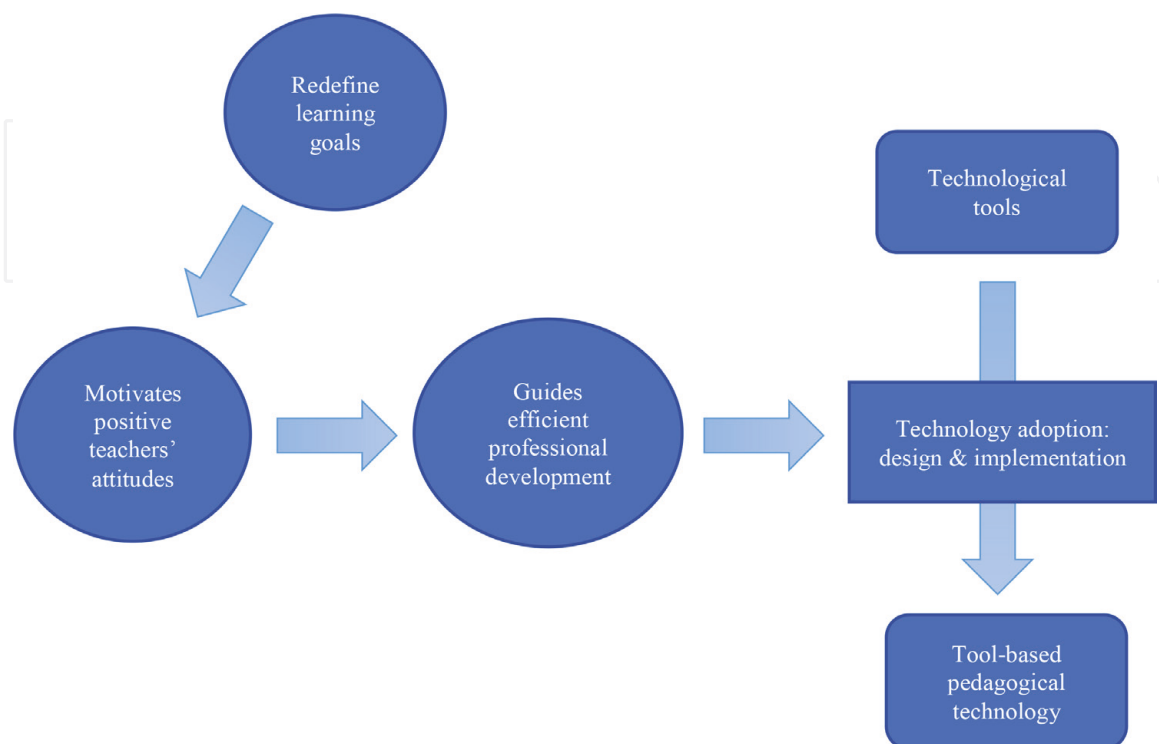 Redefine
learning
goals
Technological
tools
Motivates
positive
teachers’
attitudes
Guides
efficient
professional
development
Technology adoption:
design & implementation
Tool-based
pedagogical
technology